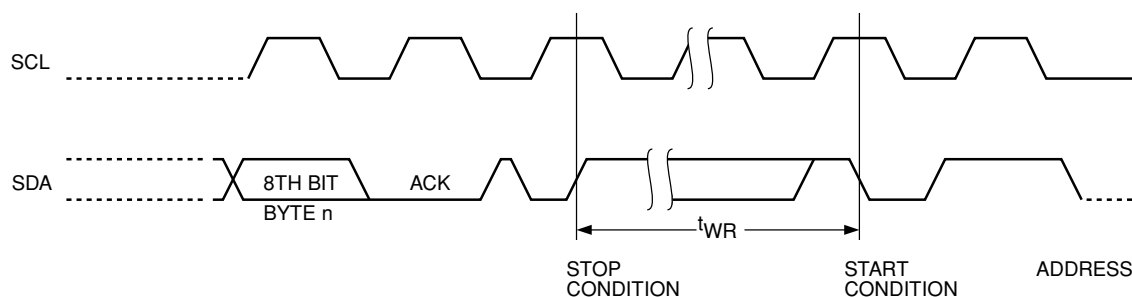 SCL
SDA
8TH BIT
BYTE n
ACK
tWR
STOP
CONDITION
START
CONDITION
ADDRESS